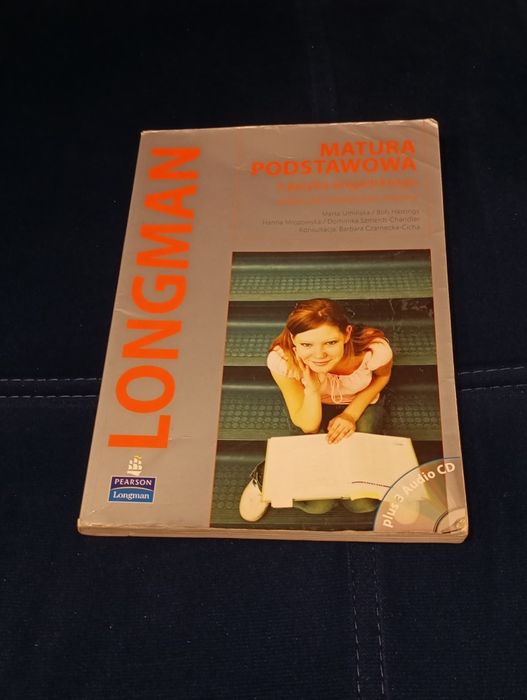 LONGMAN
MATURA
PODSTAWOWA
z języka angielskiego
Marta Umińska / Bob Hastings
Hanna Mrozowska / Dominika Szmerdt-Chandler
Konsultacja: Barbara Czarnecka-Cicha
PEARSON
Longman
plus 3 Audio CD